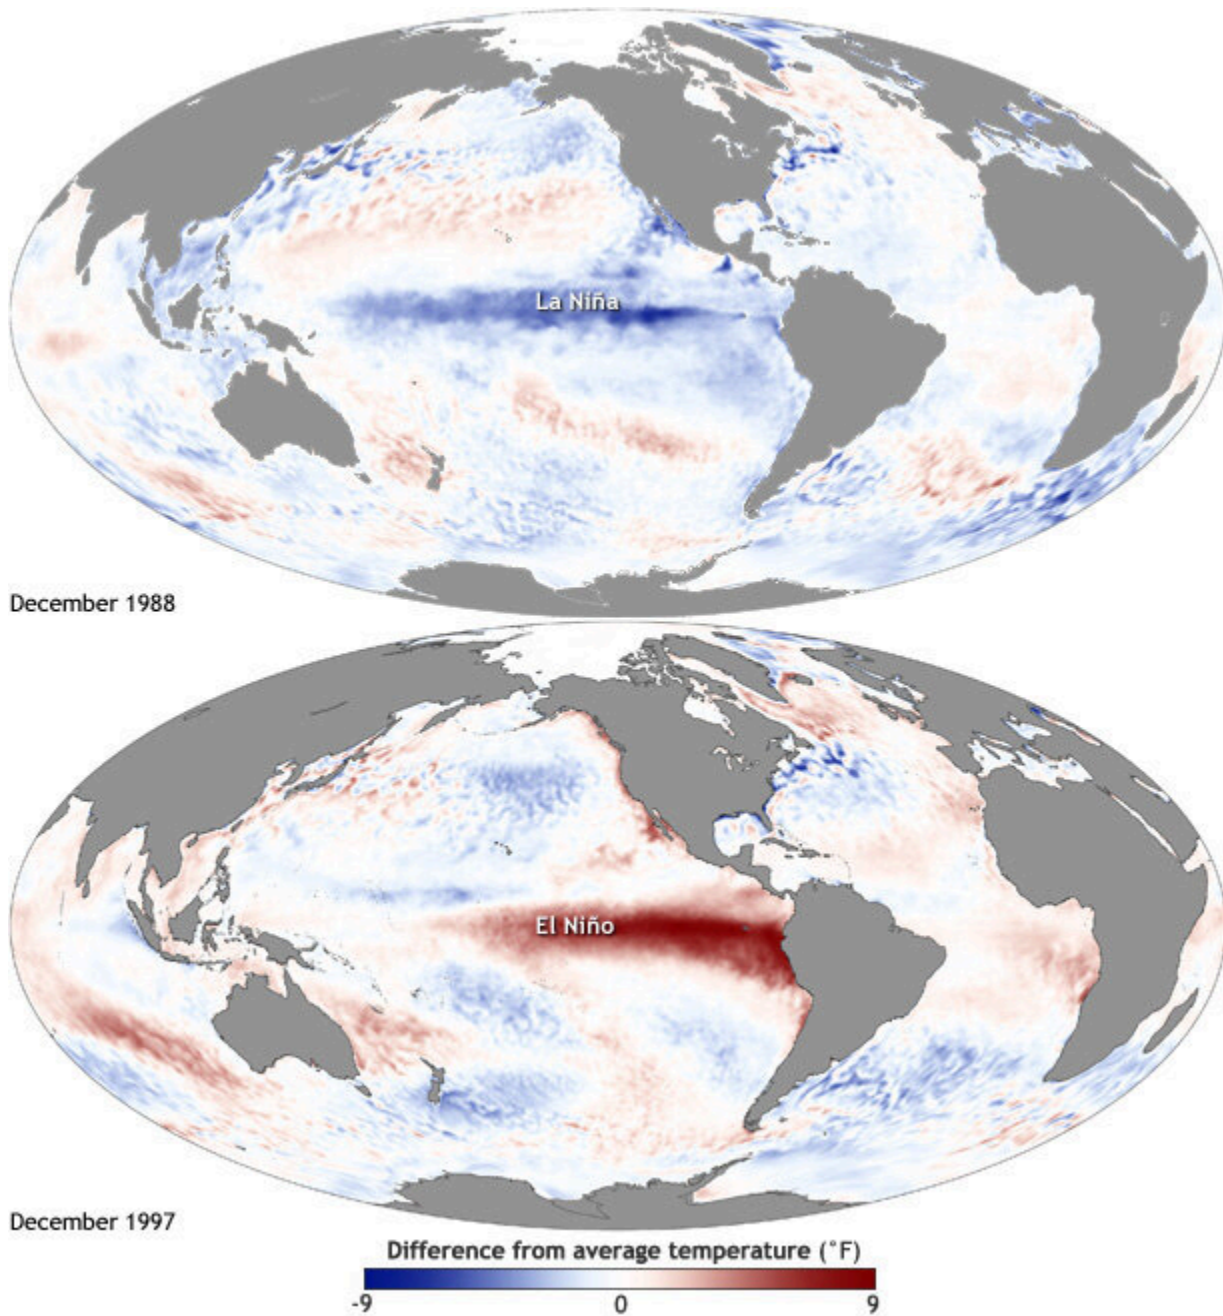 La Niña
December 1988
El Niño
December 1997
Difference from average temperature (°F)
-9 0 9